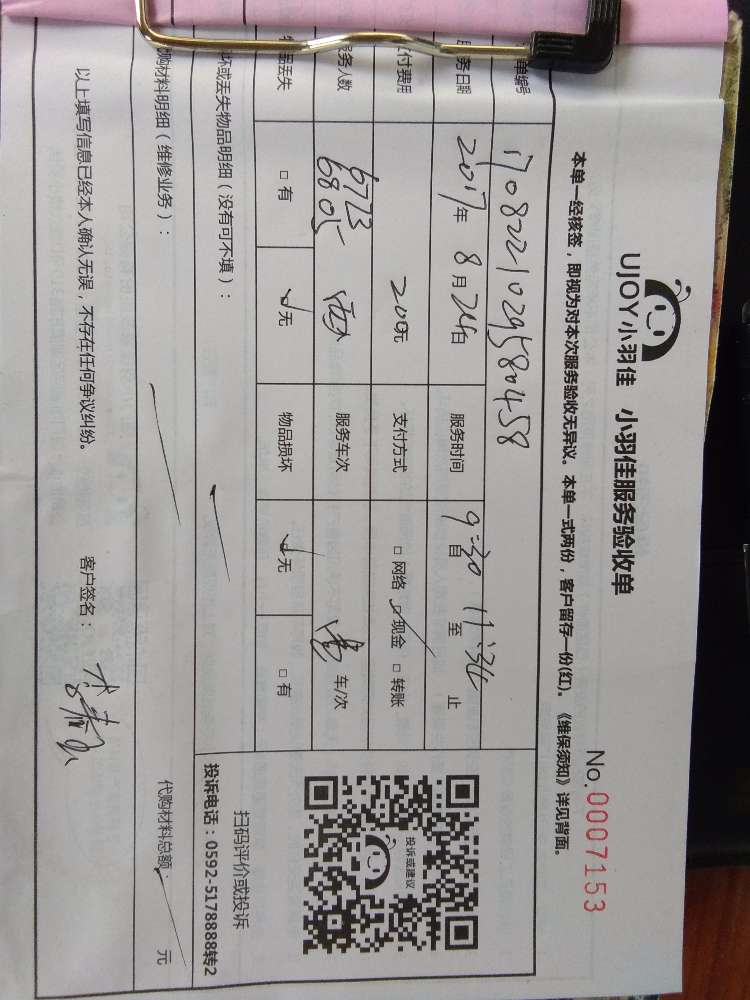 UJOY小羽佳 小羽佳服务验收单
No.0007153
本单一经核签，即视为对本次服务验收无异议。本单一式两份，客户留存一份(红)。《维保须知》详见背面。
单编号 1708221029580458
务日期 2017年 8月24日 服务时间 9:30 自 11:34 至 止
付费用 200元 支付方式 □ 网络 □ 现金 □ 转账
务人数 6713 6805 服务车次 车/次
品丢失 □ 有 □ 无 物品损坏 □ 无 □ 有
坏或丢失物品明细（没有可不填）：
投诉或建议
扫码评价或投诉
投诉电话：0592-5178888转2
购材料明细（维修业务）：
代购材料总额： 元
以上填写信息已经本人确认无误，不存在任何争议纠纷。 客户签名：